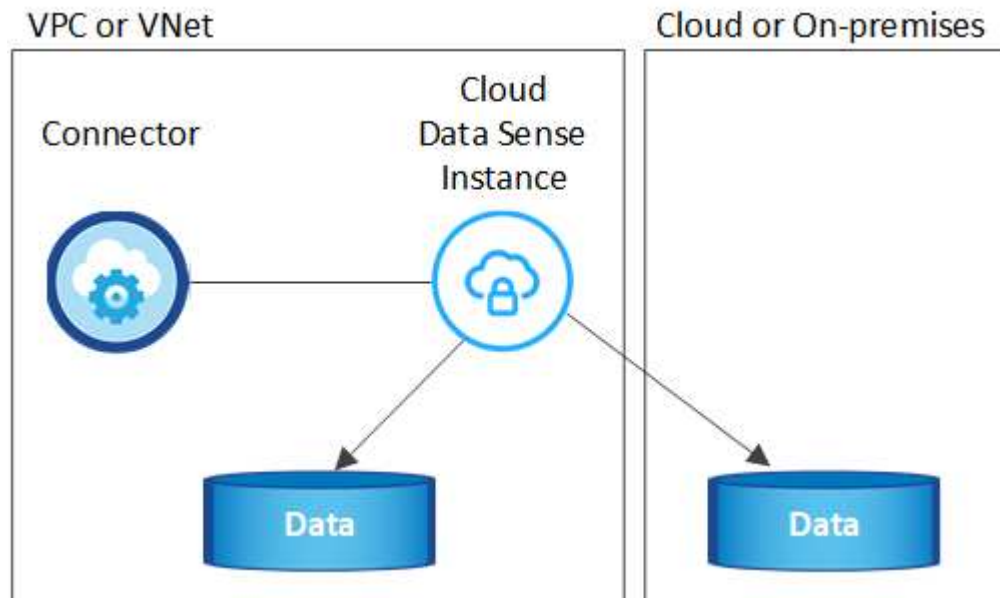 VPC or VNet
Cloud or On-premises
Connector
Cloud
Data Sense
Instance
Data
Data